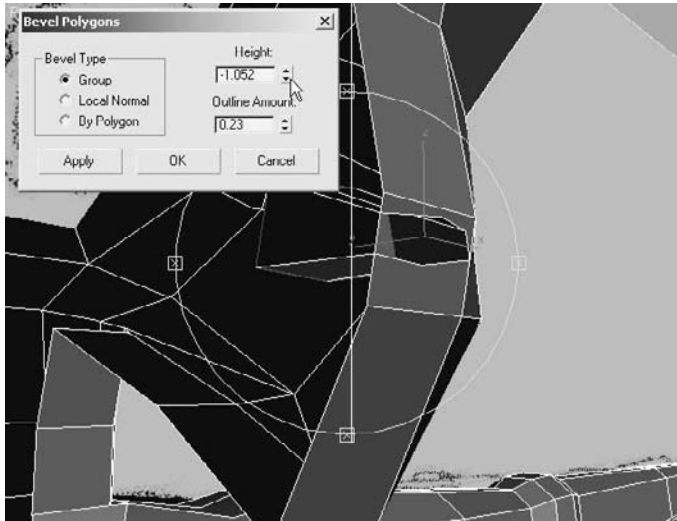 Bevel Polygons
Bevel Type
Group
Local Normal
By Polygon
Height:
-1.052
Outline Amount:
0.23
Apply
OK
Cancel
z
x